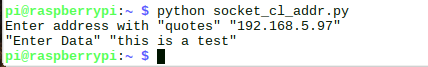 pi@raspberrypi:~ $ python socket_cl_addr.py
Enter address with "quotes" "192.168.5.97"
"Enter Data" "this is a test"
pi@raspberrypi:~ $